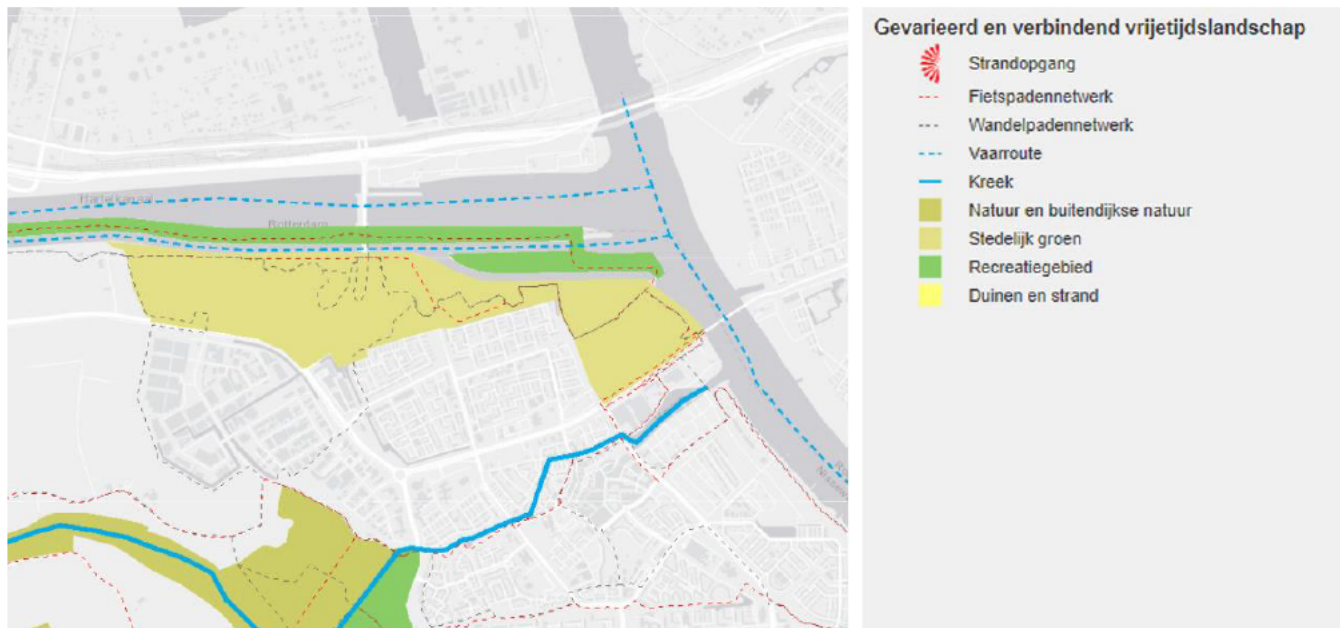 Gevarieerd en verbindend vrijetijdslandschap
Strandopgang
Fietspadennetwerk
Wandelpadennetwerk
Vaarroute
Kreek
Natuur en buitendijkse natuur
Stedelijk groen
Recreatiegebied
Duinen en strand
Hartelkanaal
Rotterdam